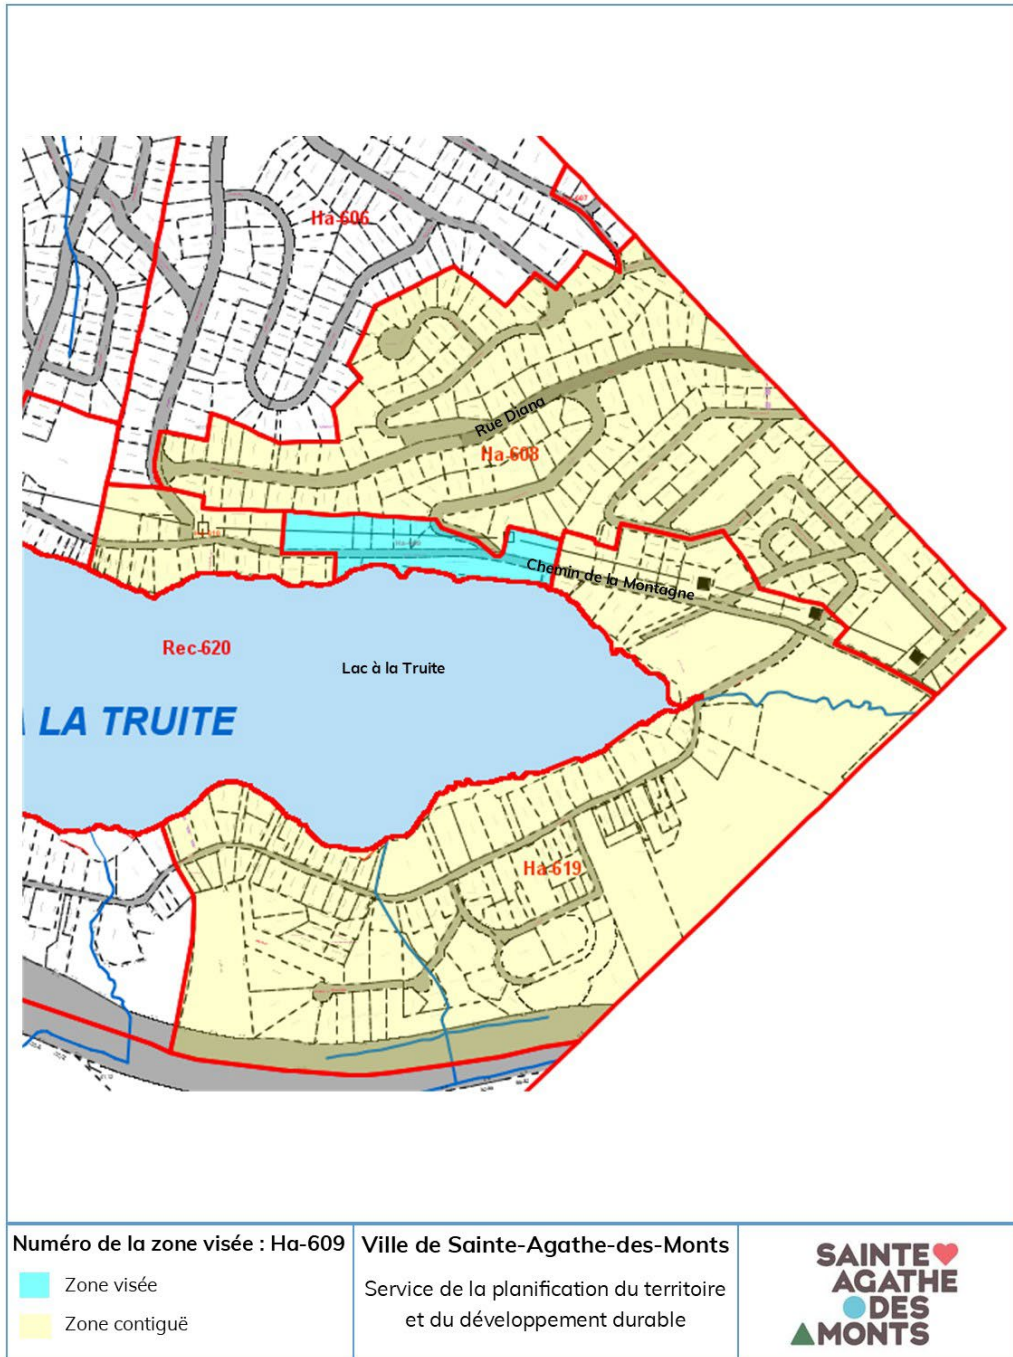 Ha-606
Rue Diana
Ha-608
Chemin de la Montagne
Rec-620
Lac à la Truite
LA TRUITE
Ha-619
Numéro de la zone visée : Ha-609
Zone visée
Zone contiguë
Ville de Sainte-Agathe-des-Monts
Service de la planification du territoire
et du développement durable
SAINTE
AGATHE
DES
MONTS